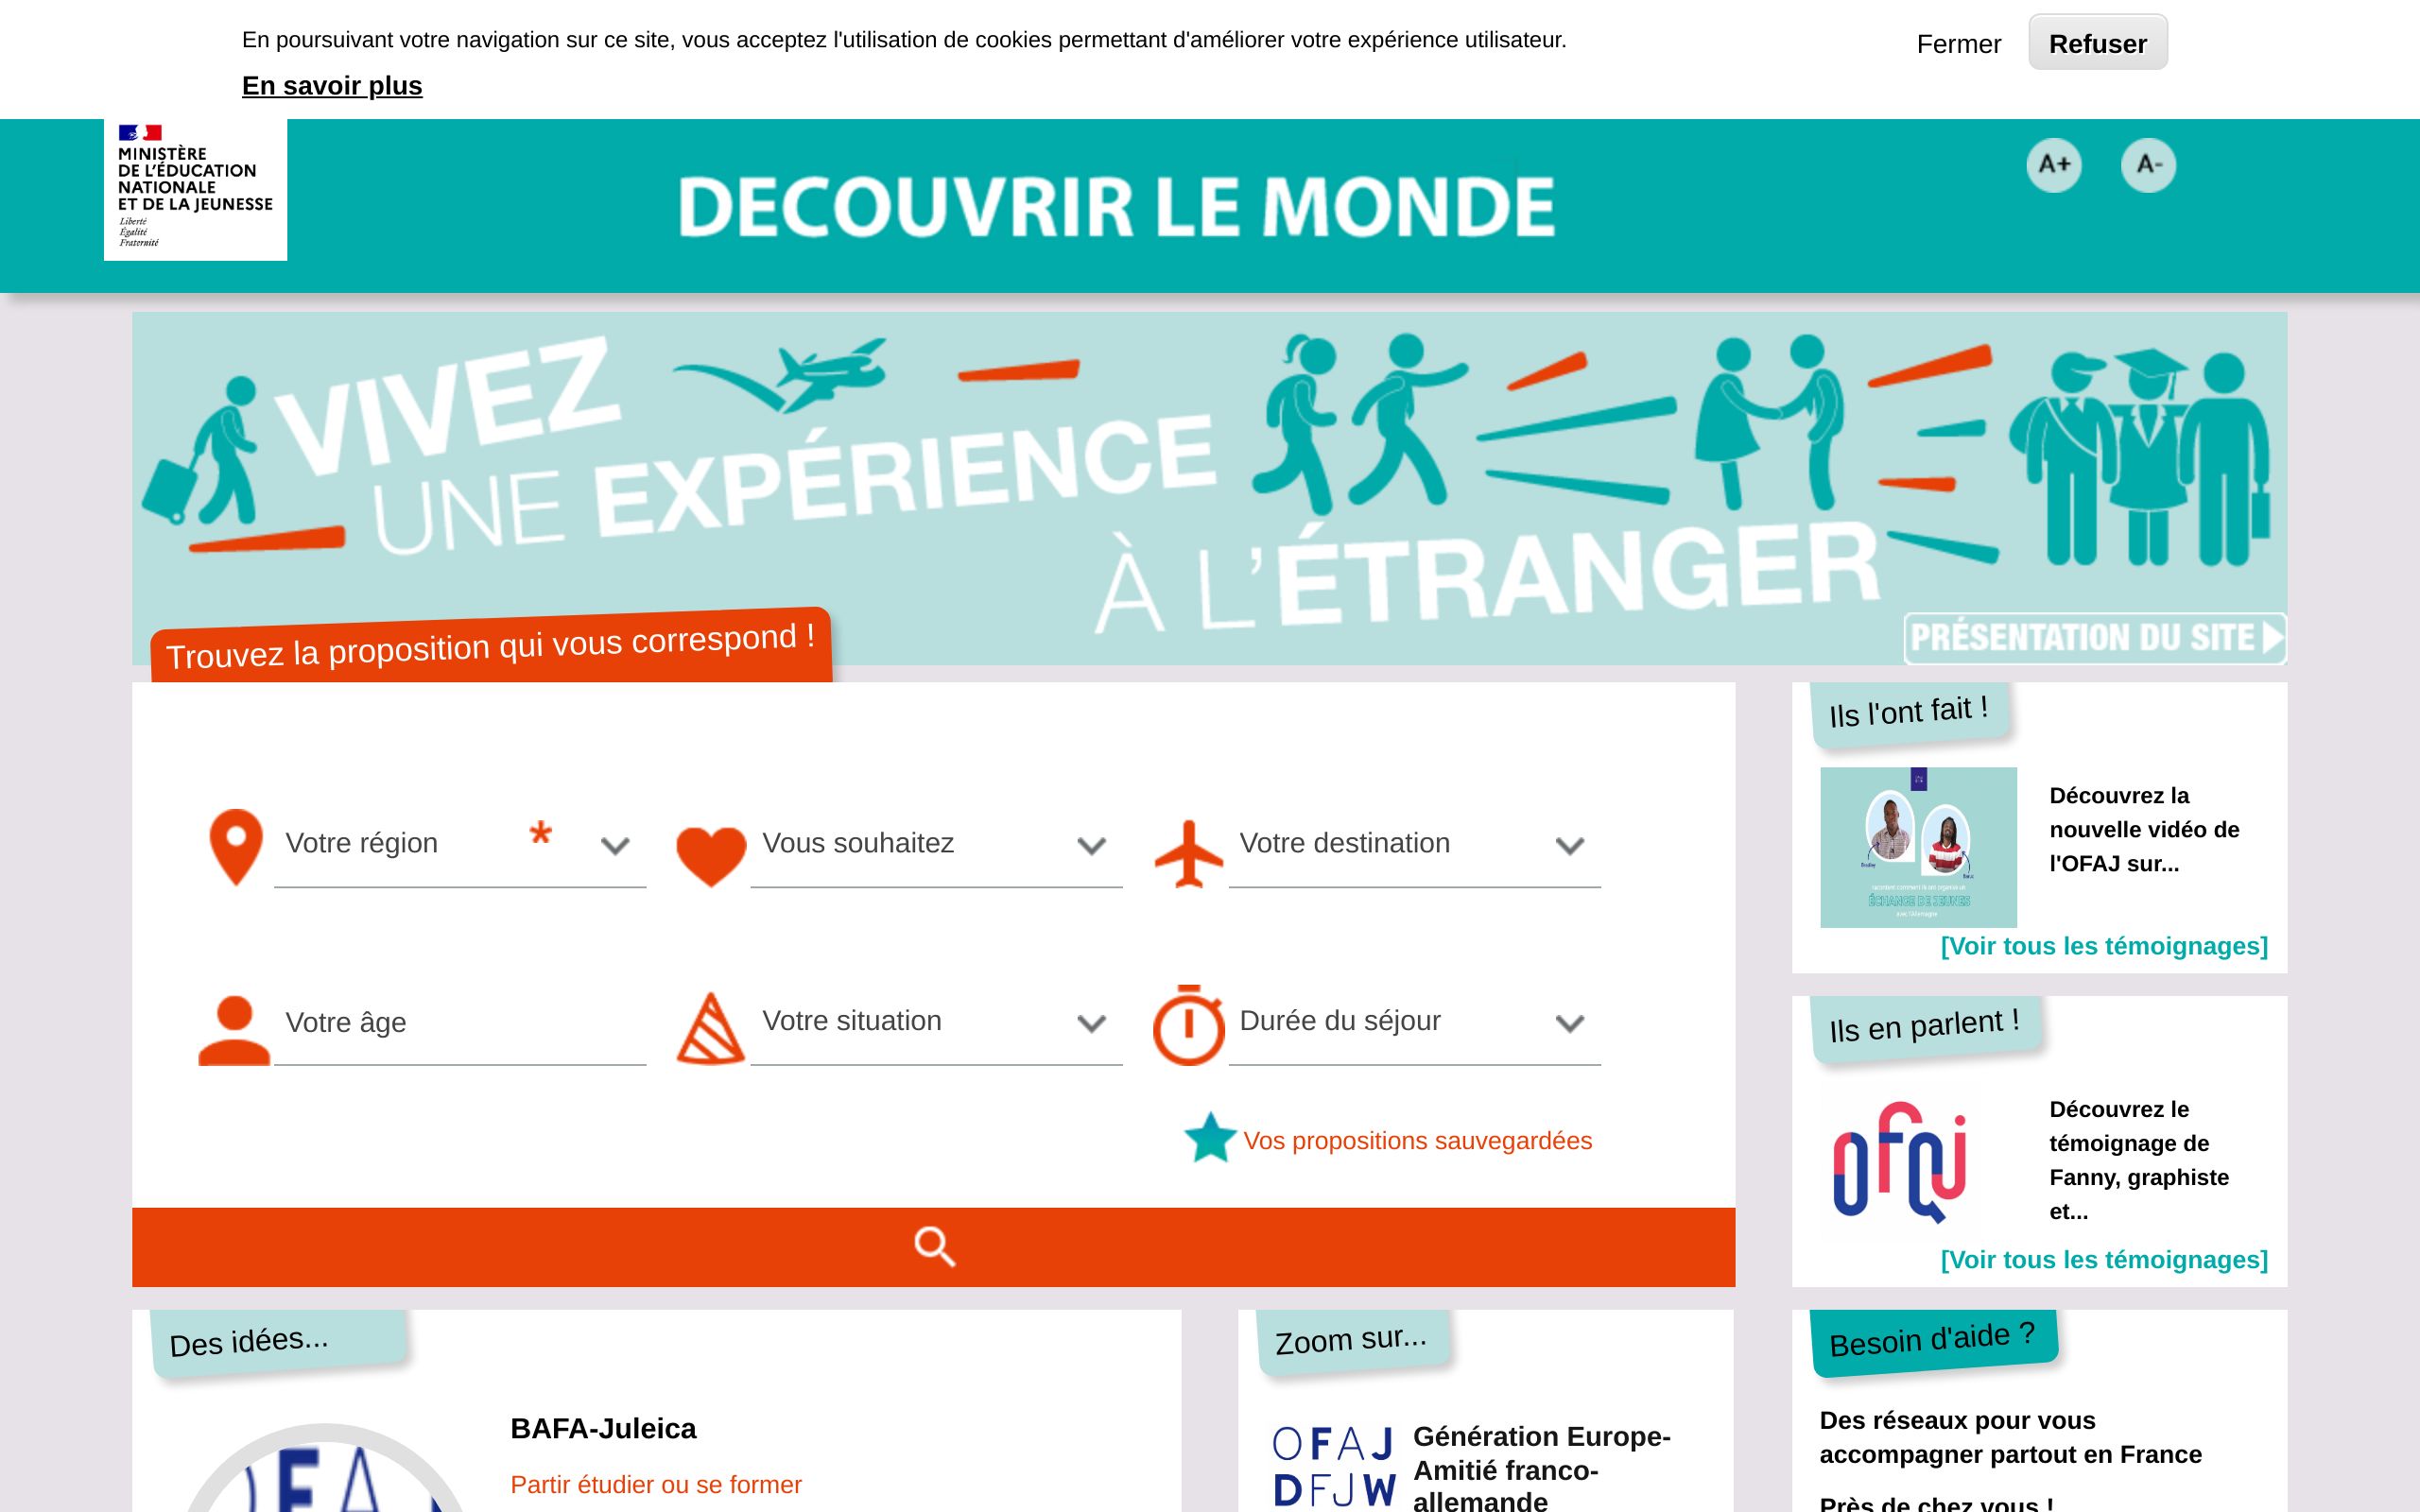 En poursuivant votre navigation sur ce site, vous acceptez l'utilisation de cookies permettant d'améliorer votre expérience utilisateur.
En savoir plus
Fermer
Refuser
MINISTÈRE
DE L'ÉDUCATION
NATIONALE
ET DE LA JEUNESSE
Liberté
Égalité
Fraternité
DECOUVRIR LE MONDE
A+
A-
VIVEZ
UNE EXPÉRIENCE
À L'ÉTRANGER
PRÉSENTATION DU SITE
Trouvez la proposition qui vous correspond !
Votre région *
Vous souhaitez
Votre destination
Votre âge
Votre situation
Durée du séjour
Vos propositions sauvegardées
Ils l'ont fait !
ÉCHANGE DE JEUNES
avec l'Allemagne
Découvrez la
nouvelle vidéo de
l'OFAJ sur...
[Voir tous les témoignages]
Ils en parlent !
ofqj
Découvrez le
témoignage de
Fanny, graphiste
et...
[Voir tous les témoignages]
Des idées...
BAFA-Juleica
Partir étudier ou se former
Zoom sur...
OFAJ
DFJW
Génération Europe-
Amitié franco-
allemande
Besoin d'aide ?
Des réseaux pour vous
accompagner partout en France
Près de chez vous !